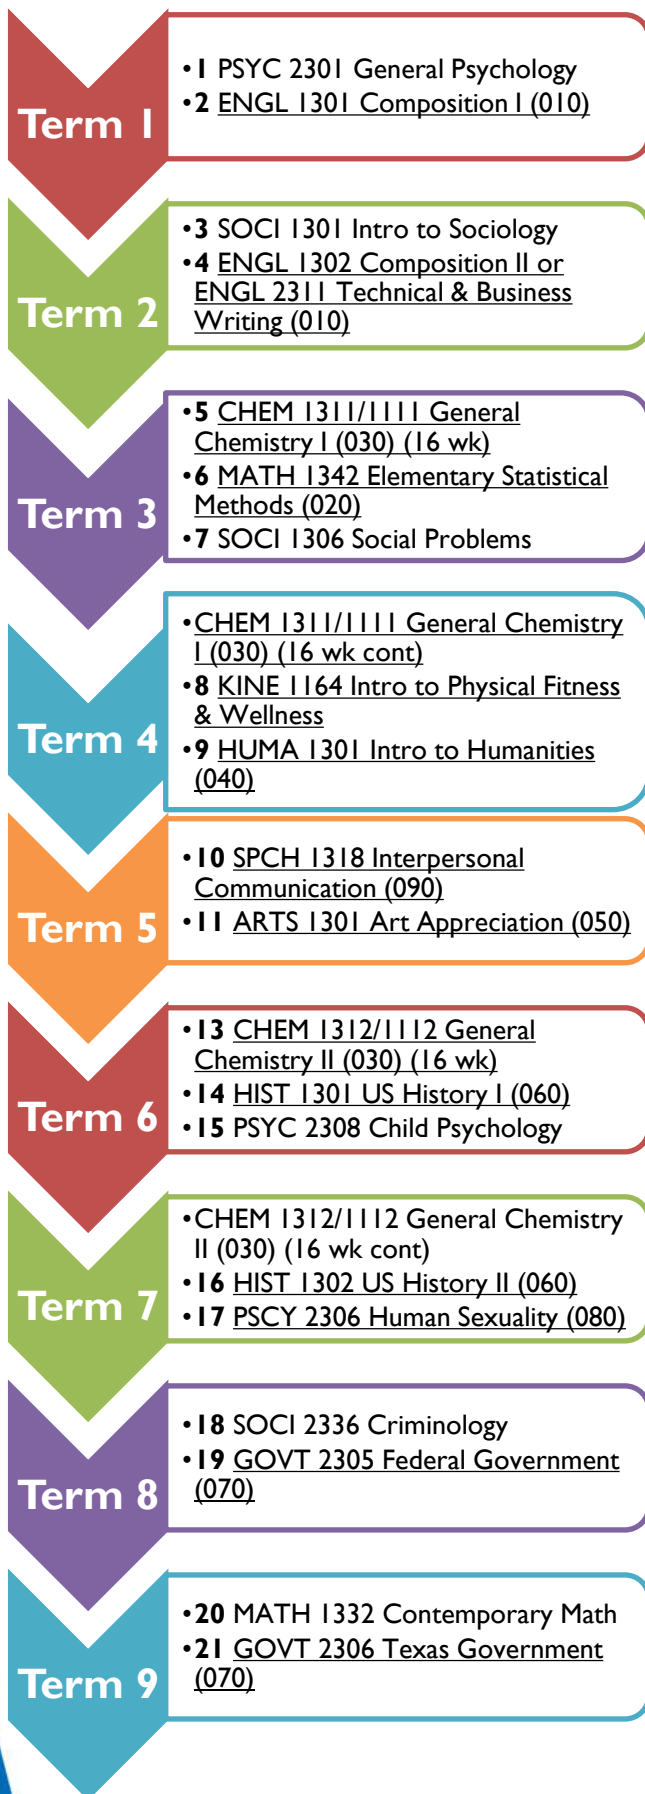 Term 1
•1 PSYC 2301 General Psychology
•2 ENGL 1301 Composition I (010)
Term 2
•3 SOCI 1301 Intro to Sociology
•4 ENGL 1302 Composition II or
ENGL 2311 Technical & Business
Writing (010)
Term 3
•5 CHEM 1311/1111 General
Chemistry I (030) (16 wk)
•6 MATH 1342 Elementary Statistical
Methods (020)
•7 SOCI 1306 Social Problems
Term 4
•CHEM 1311/1111 General Chemistry
I (030) (16 wk cont)
•8 KINE 1164 Intro to Physical Fitness
& Wellness
•9 HUMA 1301 Intro to Humanities
(040)
Term 5
•10 SPCH 1318 Interpersonal
Communication (090)
•11 ARTS 1301 Art Appreciation (050)
Term 6
•13 CHEM 1312/1112 General
Chemistry II (030) (16 wk)
•14 HIST 1301 US History I (060)
•15 PSYC 2308 Child Psychology
Term 7
•CHEM 1312/1112 General Chemistry
II (030) (16 wk cont)
•16 HIST 1302 US History II (060)
•17 PSCY 2306 Human Sexuality (080)
Term 8
•18 SOCI 2336 Criminology
•19 GOVT 2305 Federal Government
(070)
Term 9
•20 MATH 1332 Contemporary Math
•21 GOVT 2306 Texas Government
(070)